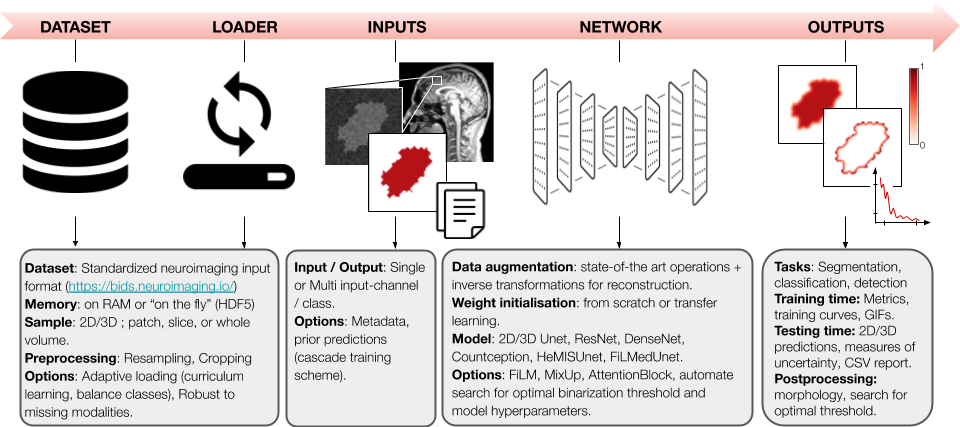 DATASET
LOADER
INPUTS
NETWORK
OUTPUTS
1
0
Dataset: Standardized neuroimaging input
format (https://bids.neuroimaging.io/)
Memory: on RAM or “on the fly” (HDF5)
Sample: 2D/3D ; patch, slice, or whole
volume.
Preprocessing: Resampling, Cropping
Options: Adaptive loading (curriculum
learning, balance classes), Robust to
missing modalities.
Input / Output: Single
or Multi input-channel
/ class.
Options: Metadata,
prior predictions
(cascade training
scheme).
Data augmentation: state-of-the art operations +
inverse transformations for reconstruction.
Weight initialisation: from scratch or transfer
learning.
Model: 2D/3D Unet, ResNet, DenseNet,
Countception, HeMISUnet, FiLMedUnet.
Options: FiLM, MixUp, AttentionBlock, automate
search for optimal binarization threshold and
model hyperparameters.
Tasks: Segmentation,
classification, detection
Training time: Metrics,
training curves, GIFs.
Testing time: 2D/3D
predictions, measures of
uncertainty, CSV report.
Postprocessing:
morphology, search for
optimal threshold.